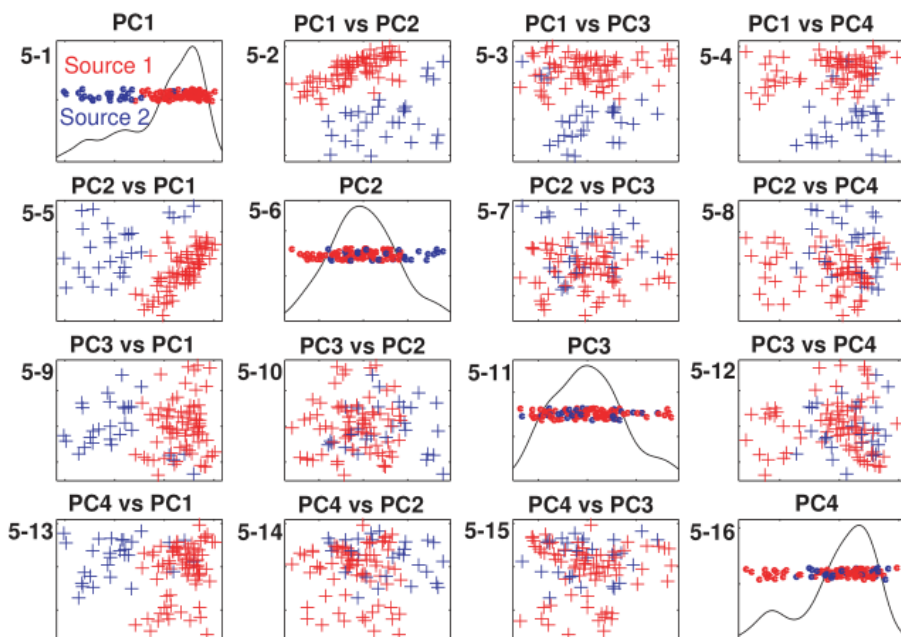 PC1
PC1 vs PC2
PC1 vs PC3
PC1 vs PC4
5-1
Source 1
Source 2
5-2
5-3
5-4
PC2 vs PC1
PC2
PC2 vs PC3
PC2 vs PC4
5-5
5-6
5-7
5-8
PC3 vs PC1
PC3 vs PC2
PC3
PC3 vs PC4
5-9
5-10
5-11
5-12
PC4 vs PC1
PC4 vs PC2
PC4 vs PC3
PC4
5-13
5-14
5-15
5-16